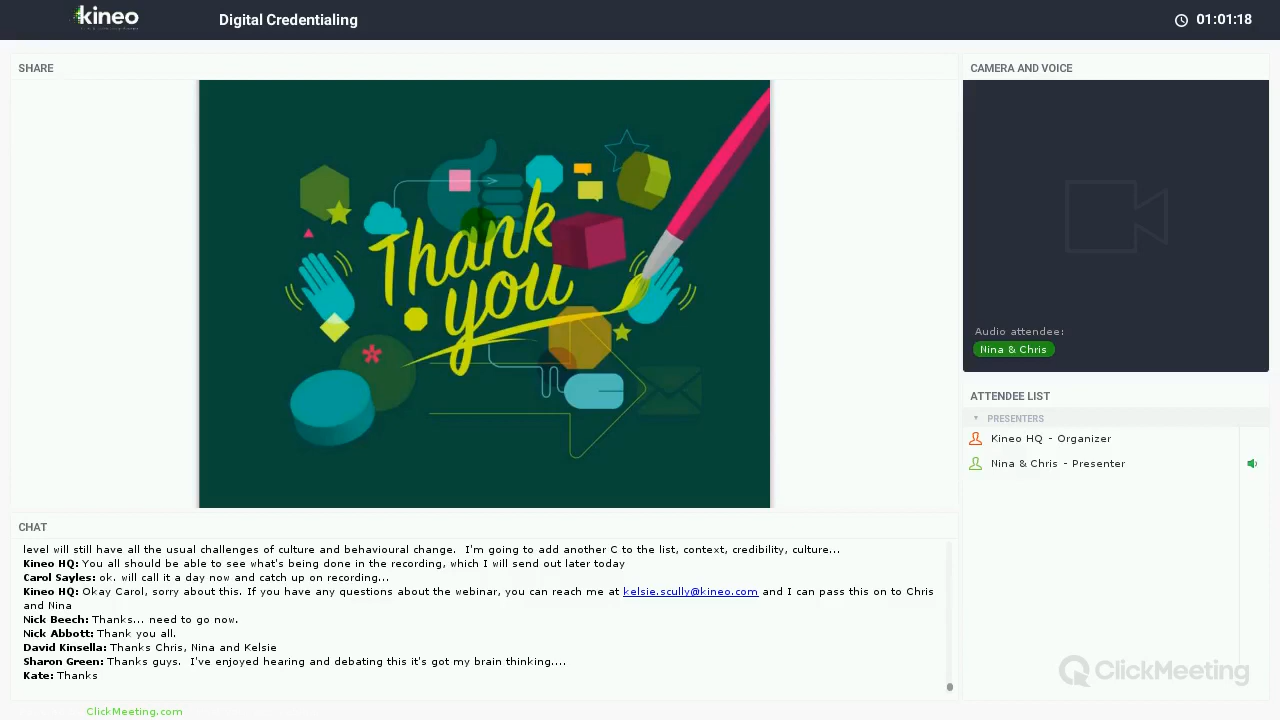 kineo
Digital Credentialing
01:01:18
SHARE
Thank
you
*
CAMERA AND VOICE
Audio attendee:
Nina & Chris
ATTENDEE LIST
PRESENTERS
Kineo HQ - Organizer
Nina & Chris - Presenter
CHAT
level will still have all the usual challenges of culture and behavioural change.  I'm going to add another C to the list, context, credibility, culture...
Kineo HQ: You all should be able to see what's being done in the recording, which I will send out later today
Carol Sayles: ok. will call it a day now and catch up on recording...
Kineo HQ: Okay Carol, sorry about this. If you have any questions about the webinar, you can reach me at kelsie.scully@kineo.com and I can pass this on to Chris
and Nina
Nick Beech: Thanks... need to go now.
Nick Abbott: Thank you all.
David Kinsella: Thanks Chris, Nina and Kelsie
Sharon Green: Thanks guys.  I've enjoyed hearing and debating this it's got my brain thinking....
Kate: Thanks
ClickMeeting
ClickMeeting.com